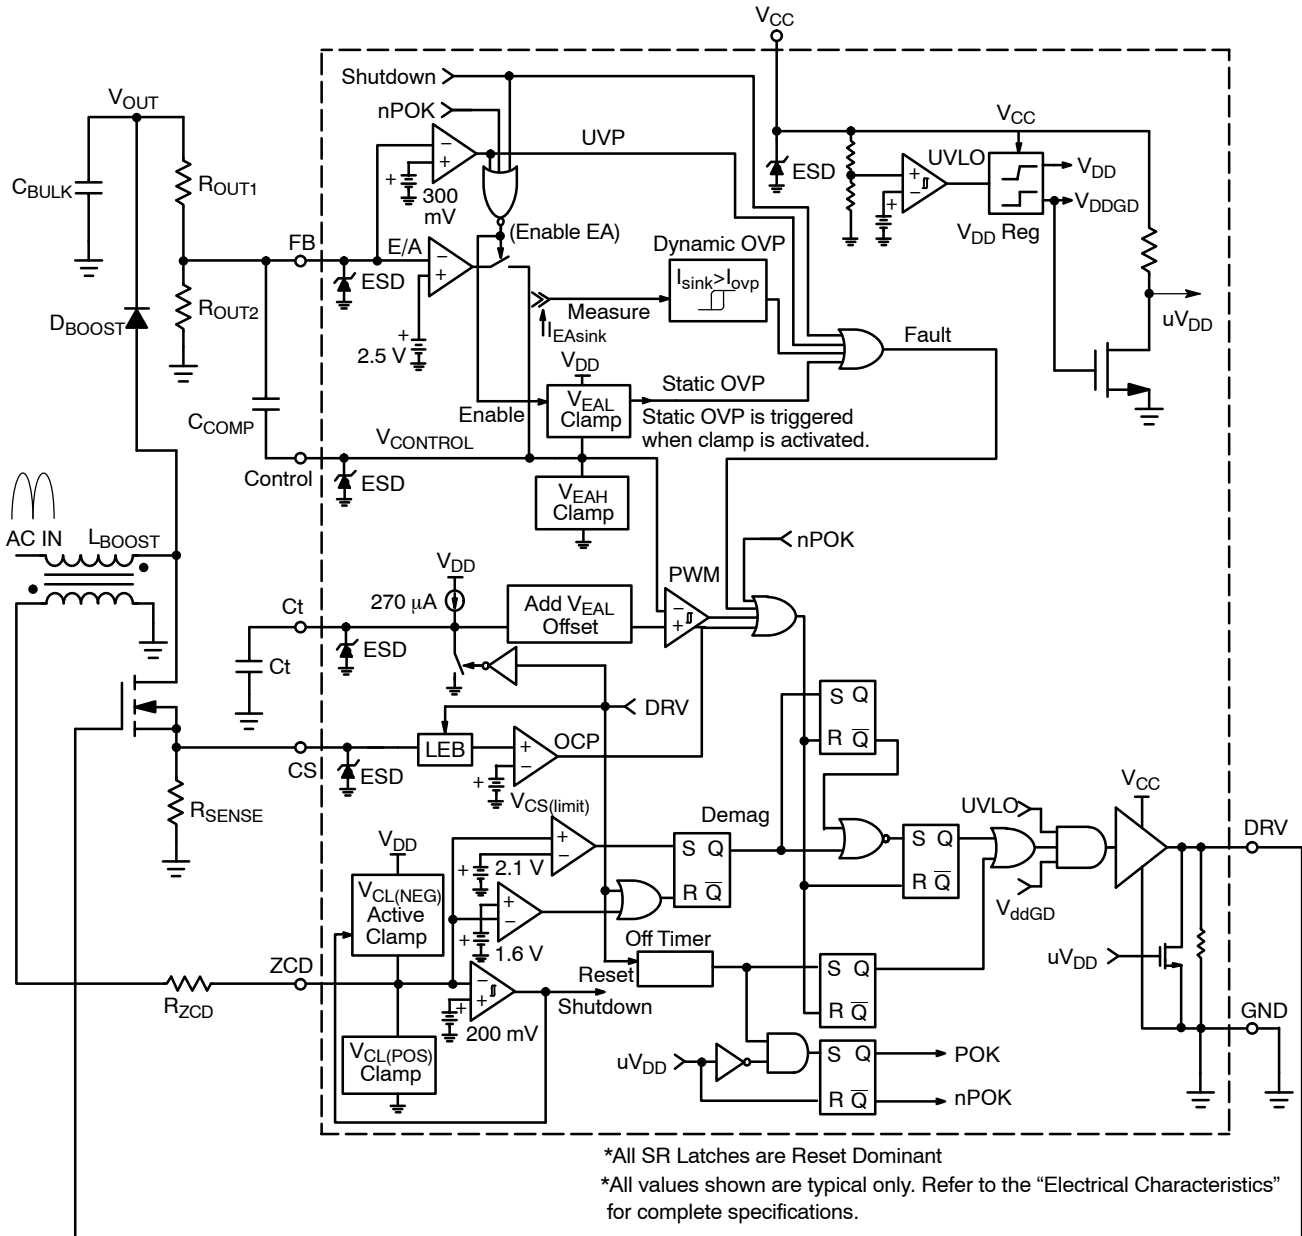 VCC
Shutdown
nPOK
VOUT
UVP
VCC
CBULK
ROUT1
+
−
+
300
mV
ESD
+
−
+
UVLO
VDD
VDDGD
VDD Reg
FB
E/A
(Enable EA)
Dynamic OVP
ESD
−
+
Isink>Iovp
Measure
IEAsink
uVDD
DBOOST
ROUT2
+
2.5 V
VDD
Fault
Static OVP
Enable
VEAL
Clamp
Static OVP is triggered
when clamp is activated.
CCOMP
VCONTROL
Control
ESD
VEAH
Clamp
AC IN
LBOOST
nPOK
VDD
PWM
270 μA
Add VEAL
Offset
−
+
Ct
ESD
Ct
DRV
S Q
R Q
LEB
OCP
+
−
+
CS
ESD
VCS(limit)
RSENSE
VCC
UVLO
Demag
DRV
VDD
+
−
+
2.1 V
S Q
R Q
S Q
R Q
VCL(NEG)
Active
Clamp
+
−
+
1.6 V
VddGD
Off Timer
uVDD
ZCD
Reset
S Q
R Q
RZCD
−
+
+
200 mV
Shutdown
GND
VCL(POS)
Clamp
uVDD
S Q
R Q
POK
nPOK
*All SR Latches are Reset Dominant
*All values shown are typical only. Refer to the “Electrical Characteristics”
for complete specifications.